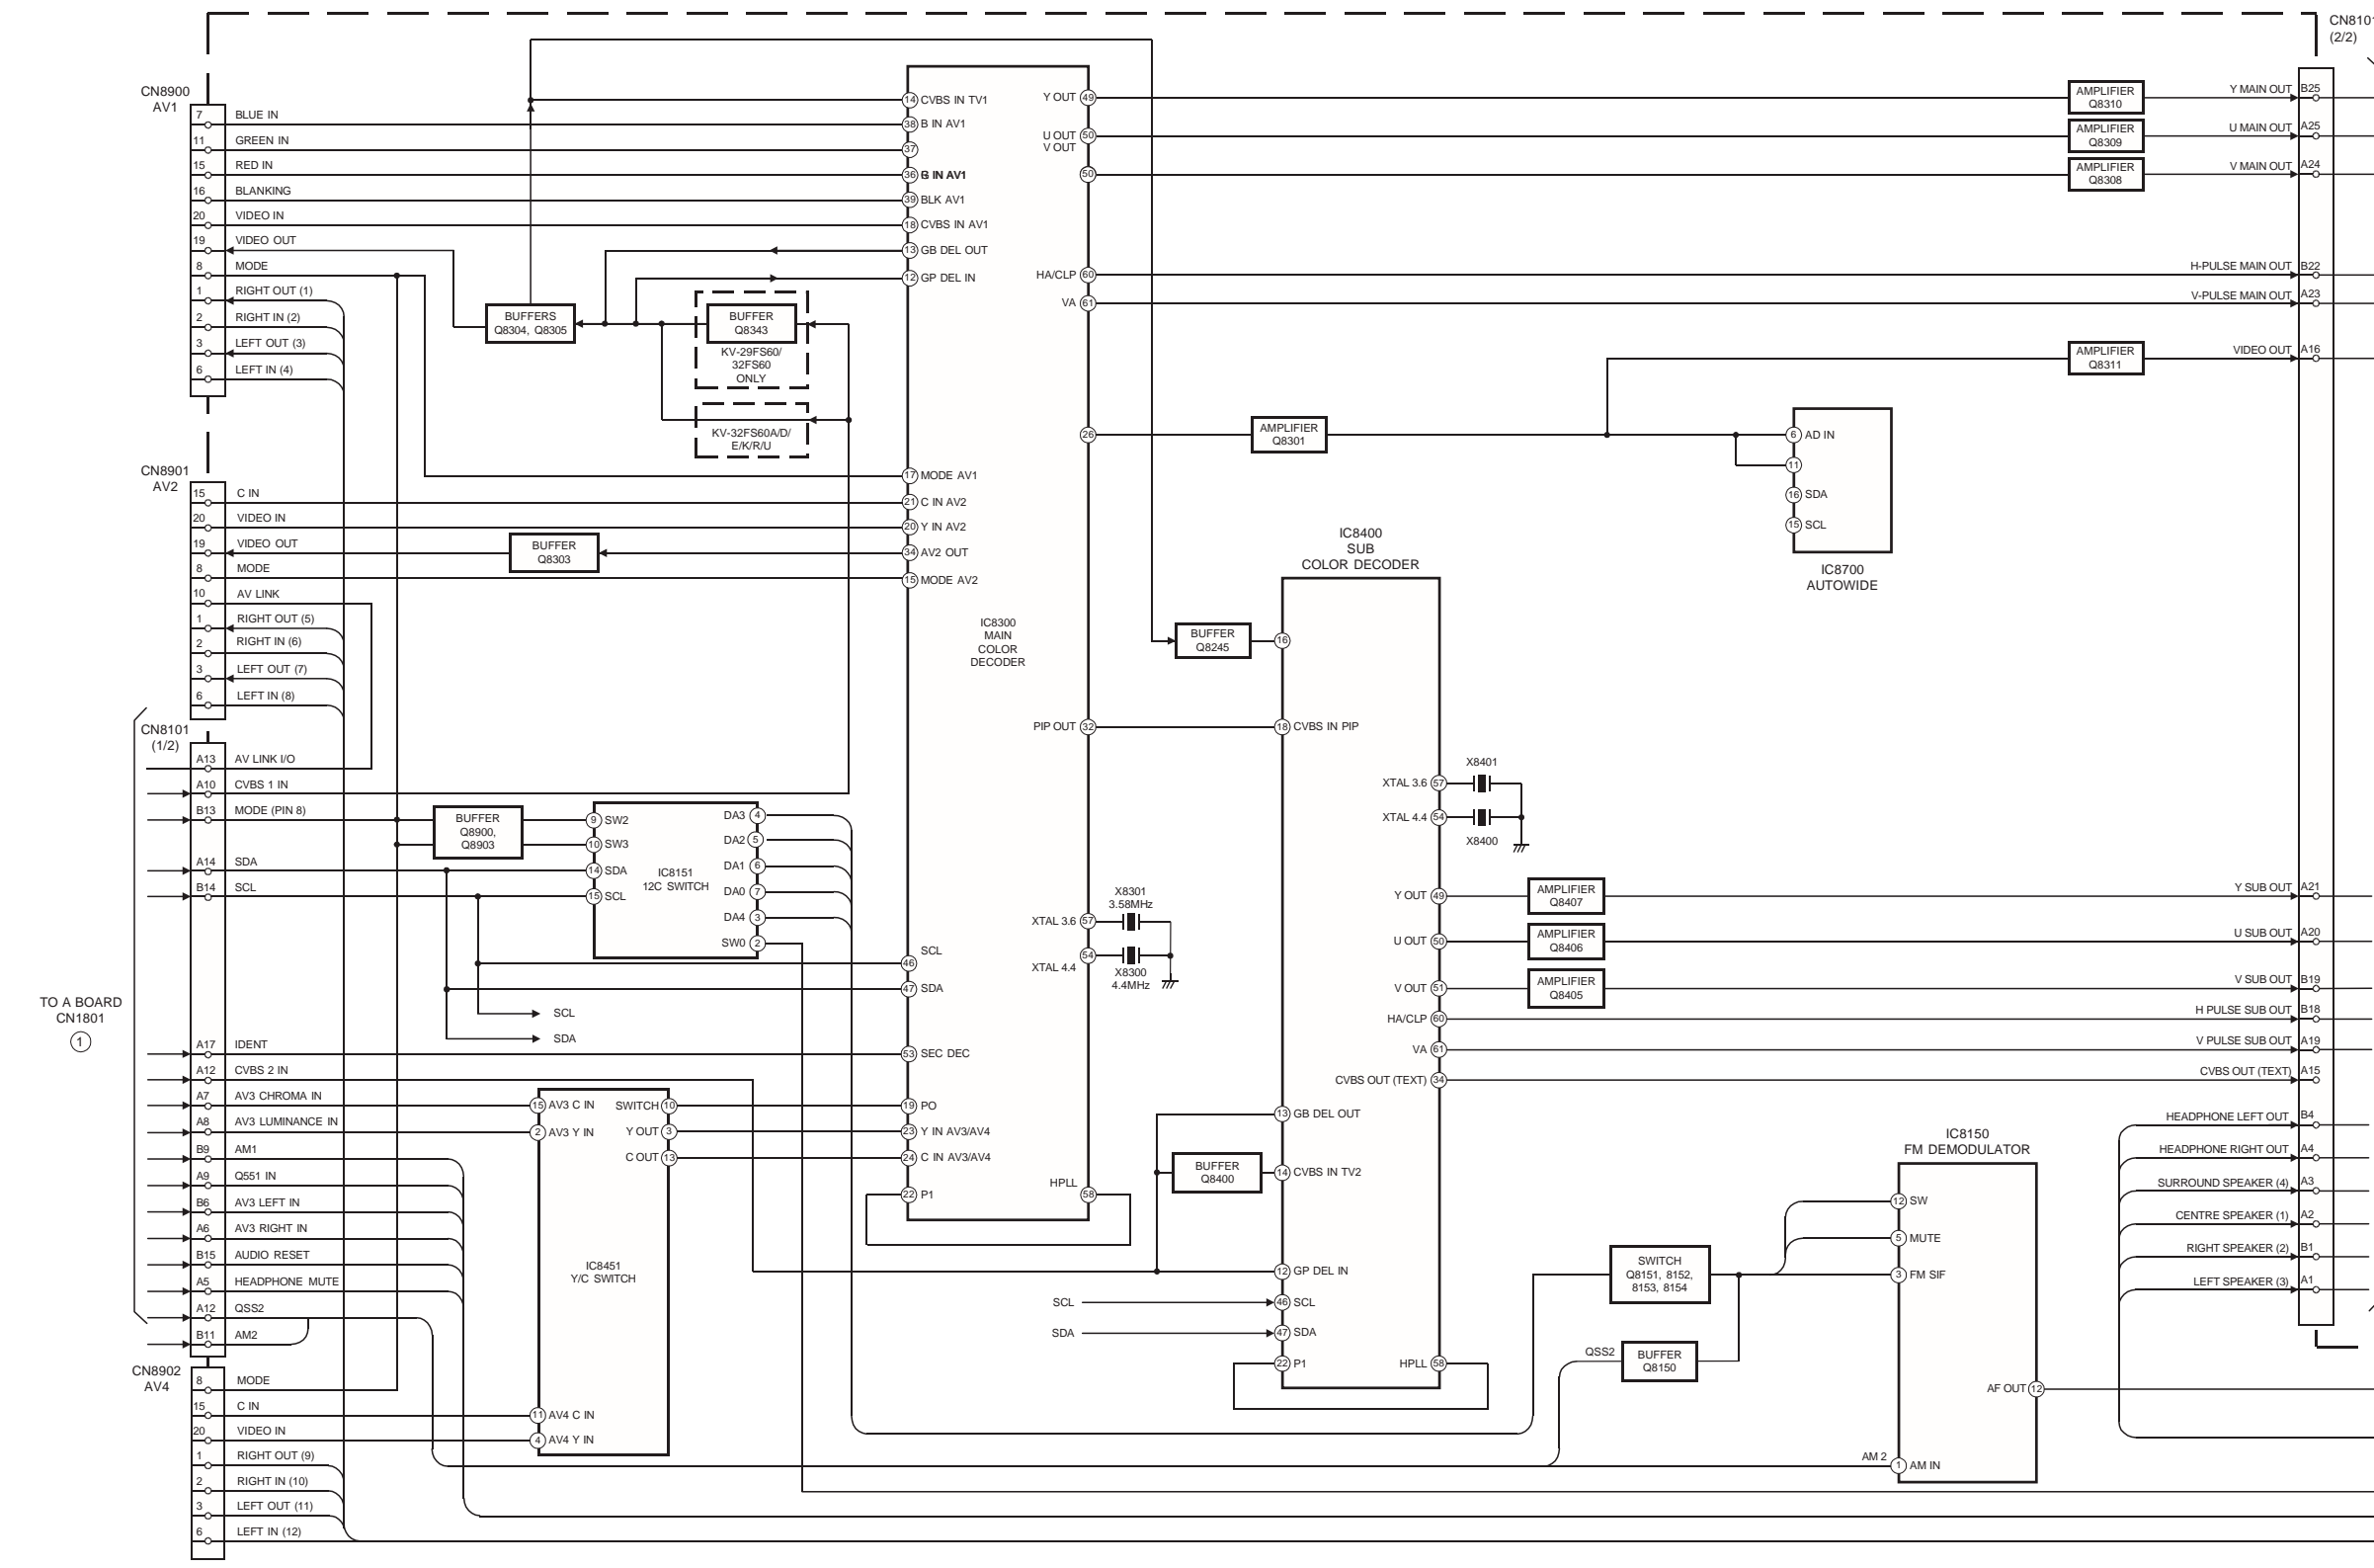 CN8101
(2/2)
CN8900
AV1
7 BLUE IN
11 GREEN IN
15 RED IN
16 BLANKING
20 VIDEO IN
19 VIDEO OUT
8 MODE
1 RIGHT OUT (1)
2 RIGHT IN (2)
3 LEFT OUT (3)
6 LEFT IN (4)
BUFFERS
Q8304, Q8305
BUFFER
Q8343
KV-29FS60/
32FS60
ONLY
KV-32FS60A/D/
E/K/R/U
CN8901
AV2
15 C IN
20 VIDEO IN
19 VIDEO OUT
8 MODE
10 AV LINK
1 RIGHT OUT (5)
2 RIGHT IN (6)
3 LEFT OUT (7)
6 LEFT IN (8)
BUFFER
Q8303
CN8101
(1/2)
A13 AV LINK I/O
A10 CVBS 1 IN
B13 MODE (PIN 8)
A14 SDA
B14 SCL
TO A BOARD
CN1801
1
A17 IDENT
A12 CVBS 2 IN
A7 AV3 CHROMA IN
A8 AV3 LUMINANCE IN
B9 AM1
A9 Q551 IN
B6 AV3 LEFT IN
A6 AV3 RIGHT IN
B15 AUDIO RESET
A5 HEADPHONE MUTE
A12 QSS2
B11 AM2
CN8902
AV4
8 MODE
15 C IN
20 VIDEO IN
1 RIGHT OUT (9)
2 RIGHT IN (10)
3 LEFT OUT (11)
6 LEFT IN (12)
BUFFER
Q8900,
Q8903
9 SW2
10 SW3
14 SDA
15 SCL
IC8151
12C SWITCH
DA3 4
DA2 5
DA1 6
DA0 7
DA4 3
SW0 2
SCL
SDA
15 AV3 C IN
2 AV3 Y IN
SWITCH 10
Y OUT 3
C OUT 13
IC8451
Y/C SWITCH
11 AV4 C IN
4 AV4 Y IN
14 CVBS IN TV1
38 B IN AV1
37
36 IN AV1
39 BLK AV1
18 CVBS IN AV1
13 GB DEL OUT
12 GP DEL IN
17 MODE AV1
21 C IN AV2
20 Y IN AV2
34 AV2 OUT
15 MODE AV2
IC8300
MAIN
COLOR
DECODER
SCL
46
47 SDA
53 SEC DEC
19 PO
23 Y IN AV3/AV4
24 C IN AV3/AV4
22 P1
Y OUT 49
U OUT 50
V OUT
50
HA/CLP 60
VA 61
26
PIP OUT 32
XTAL 3.6 57
54
XTAL 4.4
HPLL 58
X8301
3.58MHz
X8300
4.4MHz
AMPLIFIER
Q8301
BUFFER
Q8245
IC8400
SUB
COLOR DECODER
16
18 CVBS IN PIP
13 GB DEL OUT
14 CVBS IN TV2
12 GP DEL IN
46 SCL
47 SDA
22 P1
SCL
SDA
BUFFER
Q8400
XTAL 3.6 57
XTAL 4.4 54
X8401
X8400
Y OUT 49
U OUT 50
V OUT 51
HA/CLP 60
VA 61
CVBS OUT (TEXT) 34
HPLL 58
AMPLIFIER
Q8407
AMPLIFIER
Q8406
AMPLIFIER
Q8405
6 AD IN
11
16 SDA
15 SCL
IC8700
AUTOWIDE
SWITCH
Q8151, 8152,
8153, 8154
QSS2
BUFFER
Q8150
IC8150
FM DEMODULATOR
12 SW
5 MUTE
3 FM SIF
AF OUT 12
AM 2
1 AM IN
AMPLIFIER
Q8310
AMPLIFIER
Q8309
AMPLIFIER
Q8308
AMPLIFIER
Q8311
Y MAIN OUT B25
U MAIN OUT A25
V MAIN OUT A24
H-PULSE MAIN OUT B22
V-PULSE MAIN OUT A23
VIDEO OUT A16
Y SUB OUT A21
U SUB OUT A20
V SUB OUT B19
H PULSE SUB OUT B18
V PULSE SUB OUT A19
CVBS OUT (TEXT) A15
HEADPHONE LEFT OUT B4
HEADPHONE RIGHT OUT A4
SURROUND SPEAKER (4) A3
CENTRE SPEAKER (1) A2
RIGHT SPEAKER (2) B1
LEFT SPEAKER (3) A1